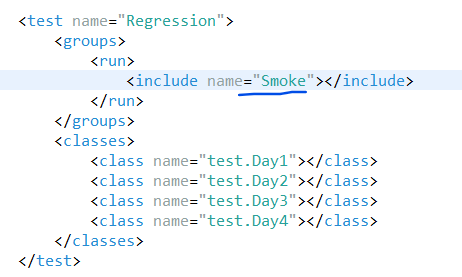 <test name="Regression">
<groups>
<run>
<include name="Smoke"></include>
</run>
</groups>
<classes>
<class name="test.Day1"></class>
<class name="test.Day2"></class>
<class name="test.Day3"></class>
<class name="test.Day4"></class>
</classes>
</test>